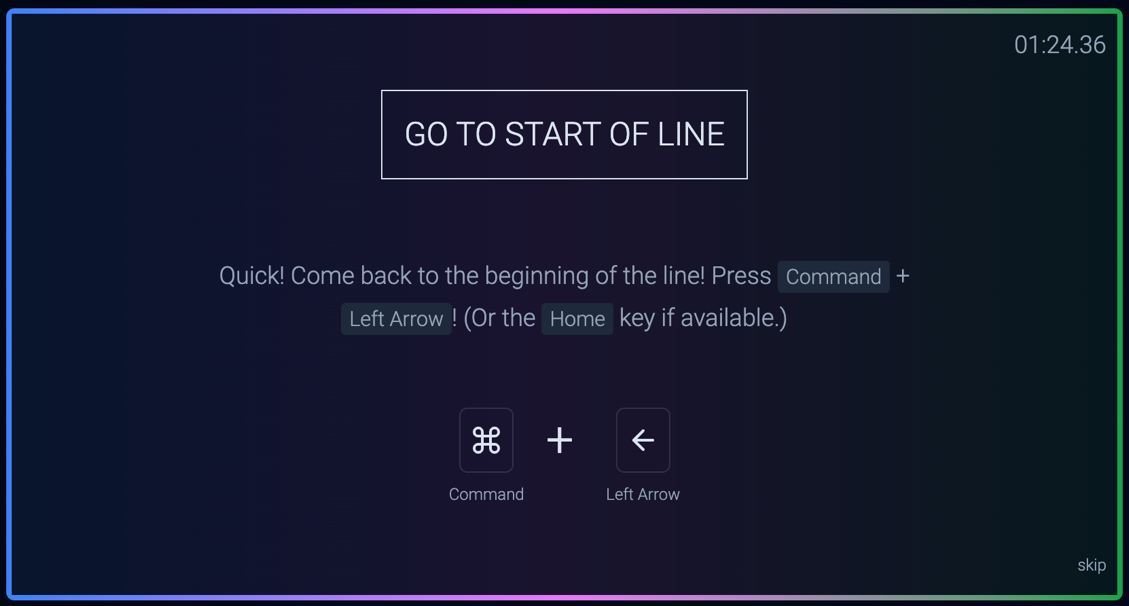 01:24.36
GO TO START OF LINE
Quick! Come back to the beginning of the line! Press Command +
Left Arrow! (Or the Home key if available.)
⌘ + ←
Command Left Arrow
skip